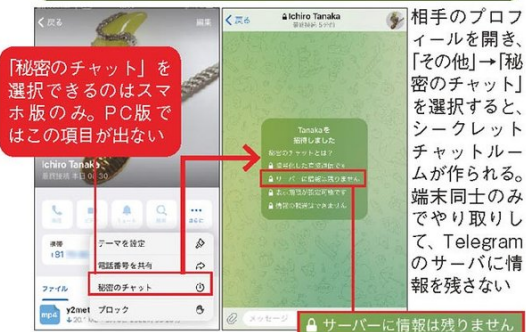 「秘密のチャット」を
選択できるのはスマ
ホ版のみ。PC版で
はこの項目が出ない
戻る
編集
Ichiro Tanaka
さらに
携帯
+81
テーマを設定
電話番号を共有
秘密のチャット
ブロック
ファイル
mp4
y2met
戻る
Ichiro Tanaka
Tanakaを
招待しました
秘密のチャットとは？
サーバーに情報は残りません
メッセージ
サーバーに情報は残りません。
相手のプロフ
ィールを開き、
「その他」→「秘
密のチャット」
を選択すると、
シークレット
チャットルー
ムが作られる。
端末同士のみ
でやり取りし
て、Telegram
のサーバに情
報を残さない